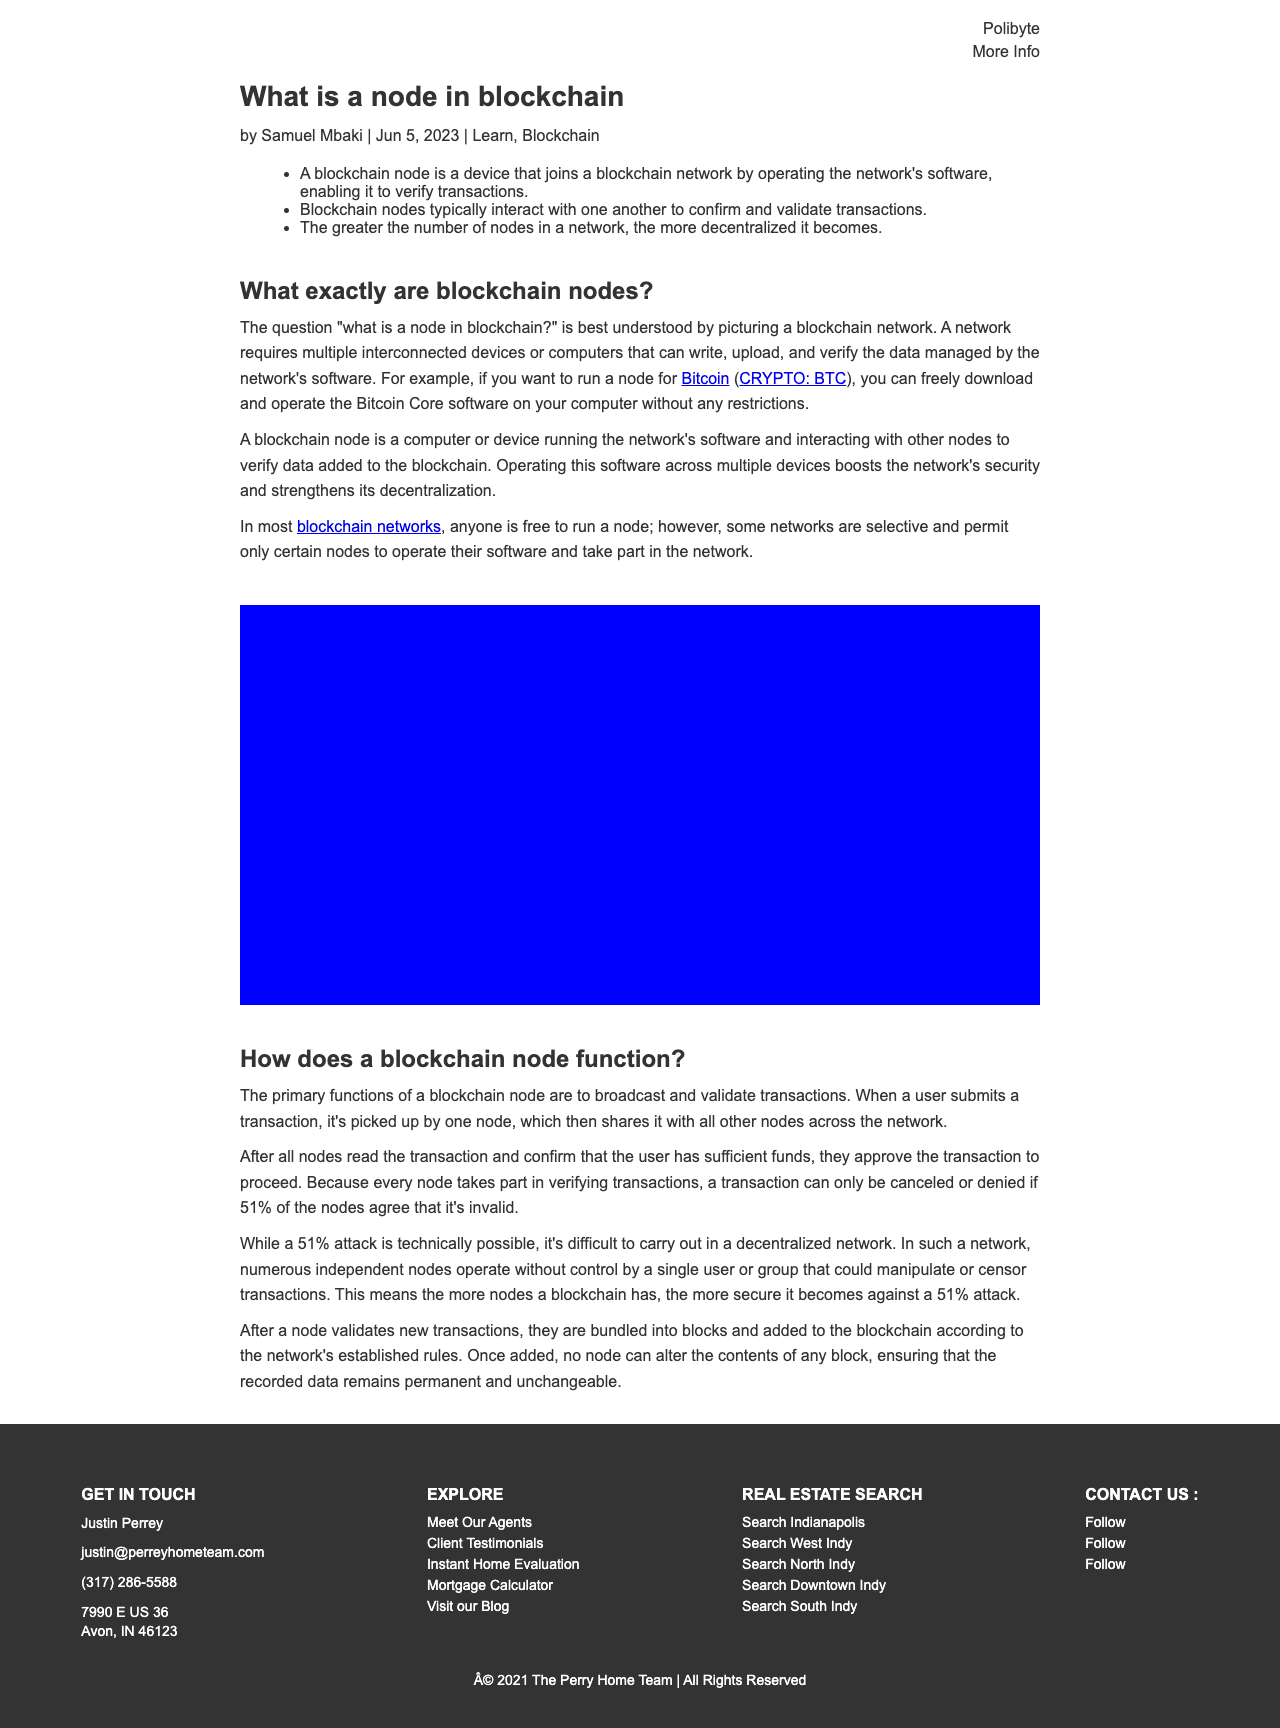 Polibyte
More Info
What is a node in blockchain
by Samuel Mbaki | Jun 5, 2023 | Learn, Blockchain
• A blockchain node is a device that joins a blockchain network by operating the network's software,
enabling it to verify transactions.
• Blockchain nodes typically interact with one another to confirm and validate transactions.
• The greater the number of nodes in a network, the more decentralized it becomes.
What exactly are blockchain nodes?
The question "what is a node in blockchain?" is best understood by picturing a blockchain network. A network
requires multiple interconnected devices or computers that can write, upload, and verify the data managed by the
network's software. For example, if you want to run a node for Bitcoin (CRYPTO: BTC), you can freely download
and operate the Bitcoin Core software on your computer without any restrictions.
A blockchain node is a computer or device running the network's software and interacting with other nodes to
verify data added to the blockchain. Operating this software across multiple devices boosts the network's security
and strengthens its decentralization.
In most blockchain networks, anyone is free to run a node; however, some networks are selective and permit
only certain nodes to operate their software and take part in the network.
How does a blockchain node function?
The primary functions of a blockchain node are to broadcast and validate transactions. When a user submits a
transaction, it's picked up by one node, which then shares it with all other nodes across the network.
After all nodes read the transaction and confirm that the user has sufficient funds, they approve the transaction to
proceed. Because every node takes part in verifying transactions, a transaction can only be canceled or denied if
51% of the nodes agree that it's invalid.
While a 51% attack is technically possible, it's difficult to carry out in a decentralized network. In such a network,
numerous independent nodes operate without control by a single user or group that could manipulate or censor
transactions. This means the more nodes a blockchain has, the more secure it becomes against a 51% attack.
After a node validates new transactions, they are bundled into blocks and added to the blockchain according to
the network's established rules. Once added, no node can alter the contents of any block, ensuring that the
recorded data remains permanent and unchangeable.
GET IN TOUCH
Justin Perrey
justin@perreyhometeam.com
(317) 286-5588
7990 E US 36
Avon, IN 46123
EXPLORE
Meet Our Agents
Client Testimonials
Instant Home Evaluation
Mortgage Calculator
Visit our Blog
REAL ESTATE SEARCH
Search Indianapolis
Search West Indy
Search North Indy
Search Downtown Indy
Search South Indy
CONTACT US :
Follow
Follow
Follow
Â© 2021 The Perry Home Team | All Rights Reserved